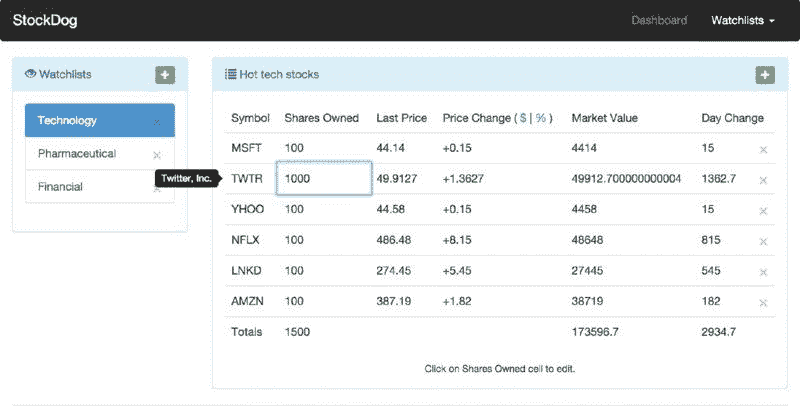 StockDog Dashboard Watchlists
Watchlists
Hot tech stocks
Technology
Pharmaceutical
Financial
Twitter, Inc.
Symbol Shares Owned Last Price Price Change ( $ | % ) Market Value Day Change
MSFT 100 44.14 +0.15 4414 15
TWTR 1000 49.9127 +1.3627 49912.700000000004 1362.7
YHOO 100 44.58 +0.15 4458 15
NFLX 100 486.48 +8.15 48648 815
LNKD 100 274.45 +5.45 27445 545
AMZN 100 387.19 +1.82 38719 182
Totals 1500 173596.7 2934.7
Click on Shares Owned cell to edit.